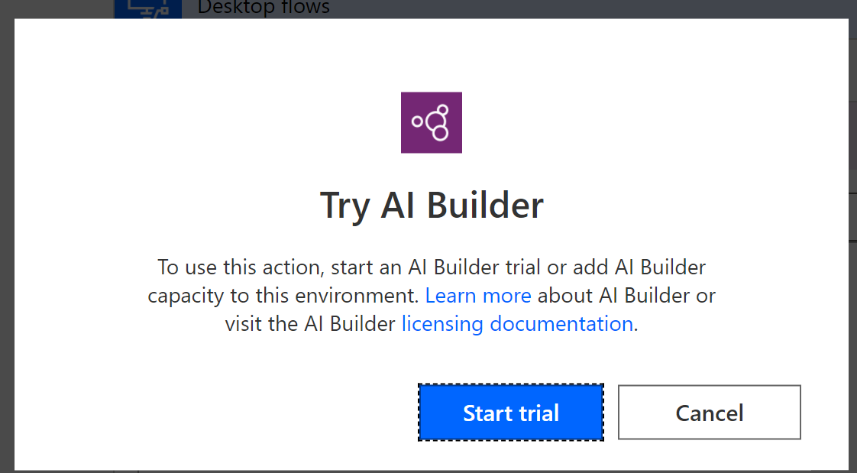 Desktop flows
Try AI Builder
To use this action, start an AI Builder trial or add AI Builder
capacity to this environment. Learn more about AI Builder or
visit the AI Builder licensing documentation.
Start trial
Cancel